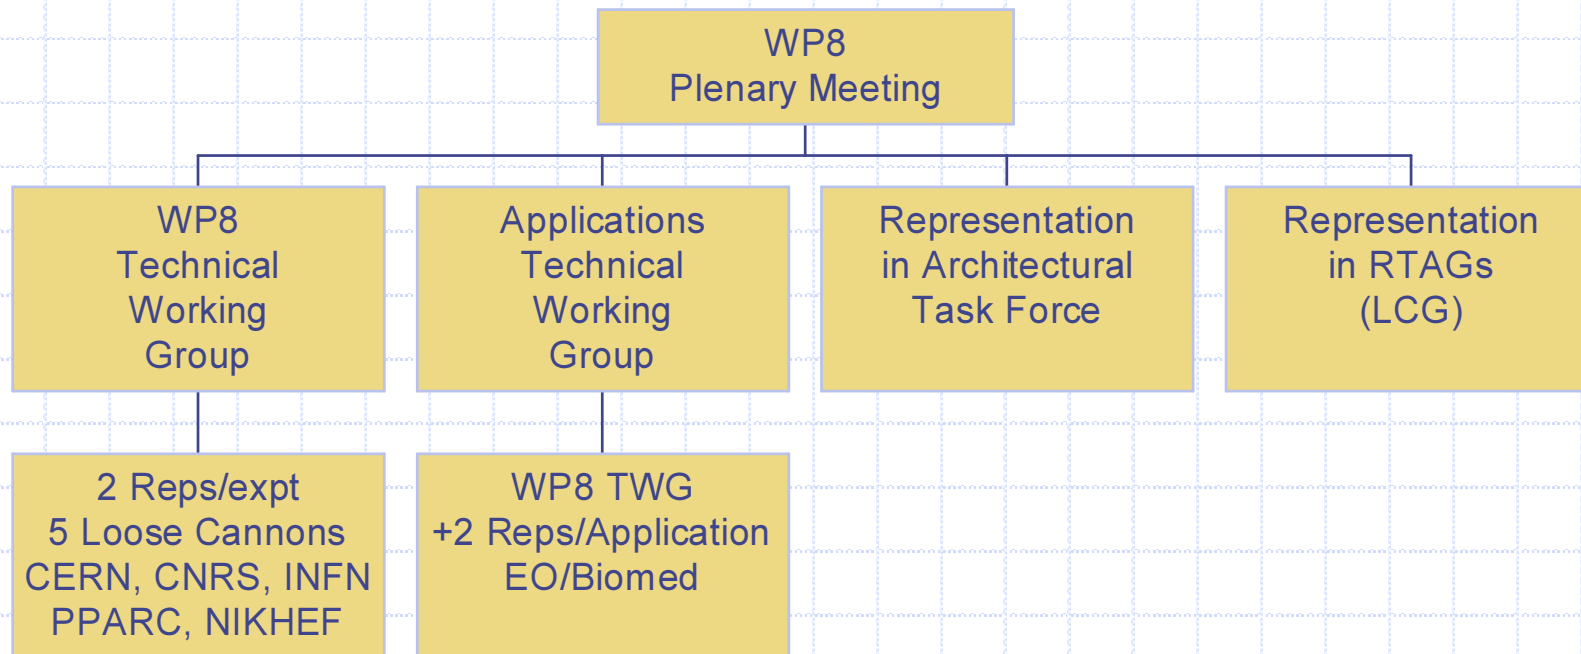 WP8
Plenary Meeting
WP8
Technical
Working
Group
Applications
Technical
Working
Group
Representation
in Architectural
Task Force
Representation
in RTAGs
(LCG)
2 Reps/expt
5 Loose Cannons
CERN, CNRS, INFN
PPARC, NIKHEF
WP8 TWG
+2 Reps/Application
EO/Biomed